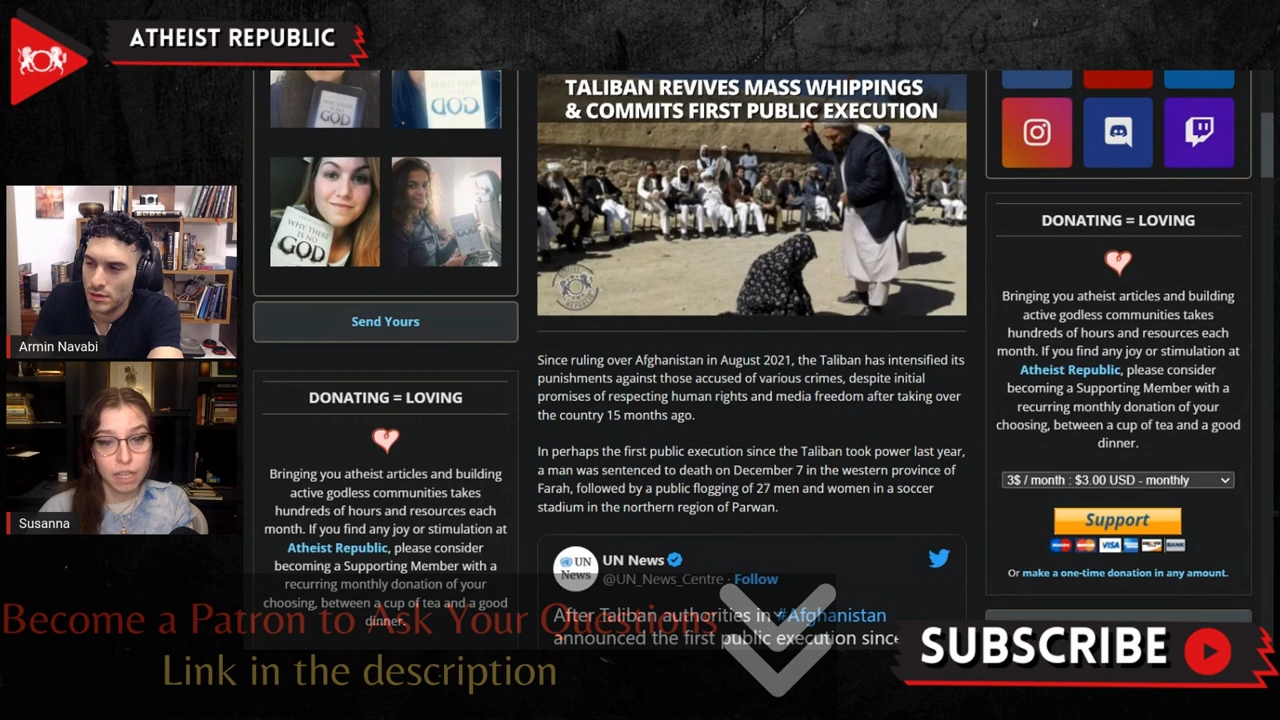 ATHEIST REPUBLIC
GOD
GOD
WHY THERE
IS NO
GOD
Send Yours
DONATING = LOVING
Bringing you atheist articles and building
active godless communities takes
hundreds of hours and resources each
month. If you find any joy or stimulation at
Atheist Republic, please consider
becoming a Supporting Member with a
recurring monthly donation of your
choosing, between a cup of tea and a good
dinner.
TALIBAN REVIVES MASS WHIPPINGS
& COMMITS FIRST PUBLIC EXECUTION
Since ruling over Afghanistan in August 2021, the Taliban has intensified its
punishments against those accused of various crimes, despite initial
promises of respecting human rights and media freedom after taking over
the country 15 months ago.
In perhaps the first public execution since the Taliban took power last year,
a man was sentenced to death on December 7 in the western province of
Farah, followed by a public flogging of 27 men and women in a soccer
stadium in the northern region of Parwan.
UN
News
UN News
@UN_News_Centre · Follow
After Taliban authorities in #Afghanistan
announced the first public execution since
DONATING = LOVING
Bringing you atheist articles and building
active godless communities takes
hundreds of hours and resources each
month. If you find any joy or stimulation at
Atheist Republic, please consider
becoming a Supporting Member with a
recurring monthly donation of your
choosing, between a cup of tea and a good
dinner.
3$ / month : $3.00 USD - monthly
Support
VISA
BANK
Or make a one-time donation in any amount.
Armin Navabi
Susanna
Become a Patron to Ask Your Questions
Link in the description
SUBSCRIBE